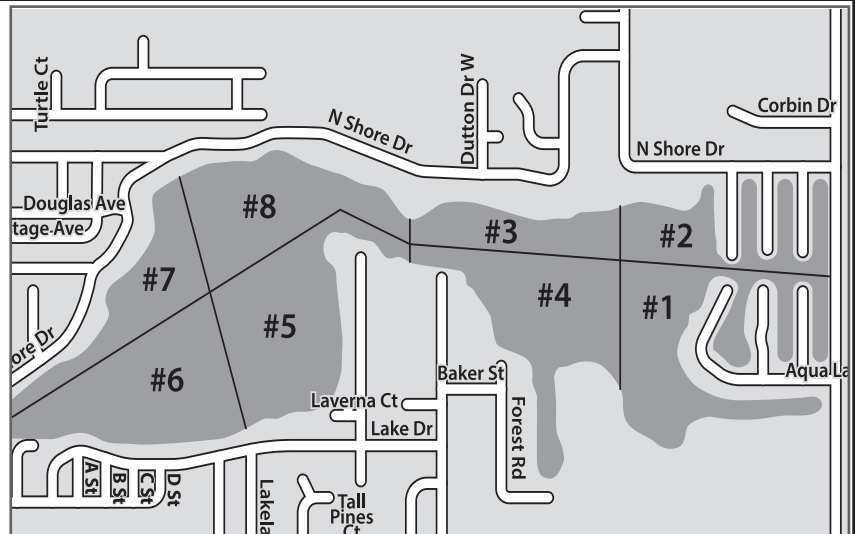 Turtle Ct
N Shore Dr
Dutton Dr W
Corbin Dr
N Shore Dr
Douglas Ave
tage Ave
#8
#3
#2
#7
#4
#1
#5
#6
ore Dr
Baker St
Aqua La
Laverna Ct
Forest Rd
Lake Dr
A St
B St
C St
D St
Lakela
Tall
Pines
Ct